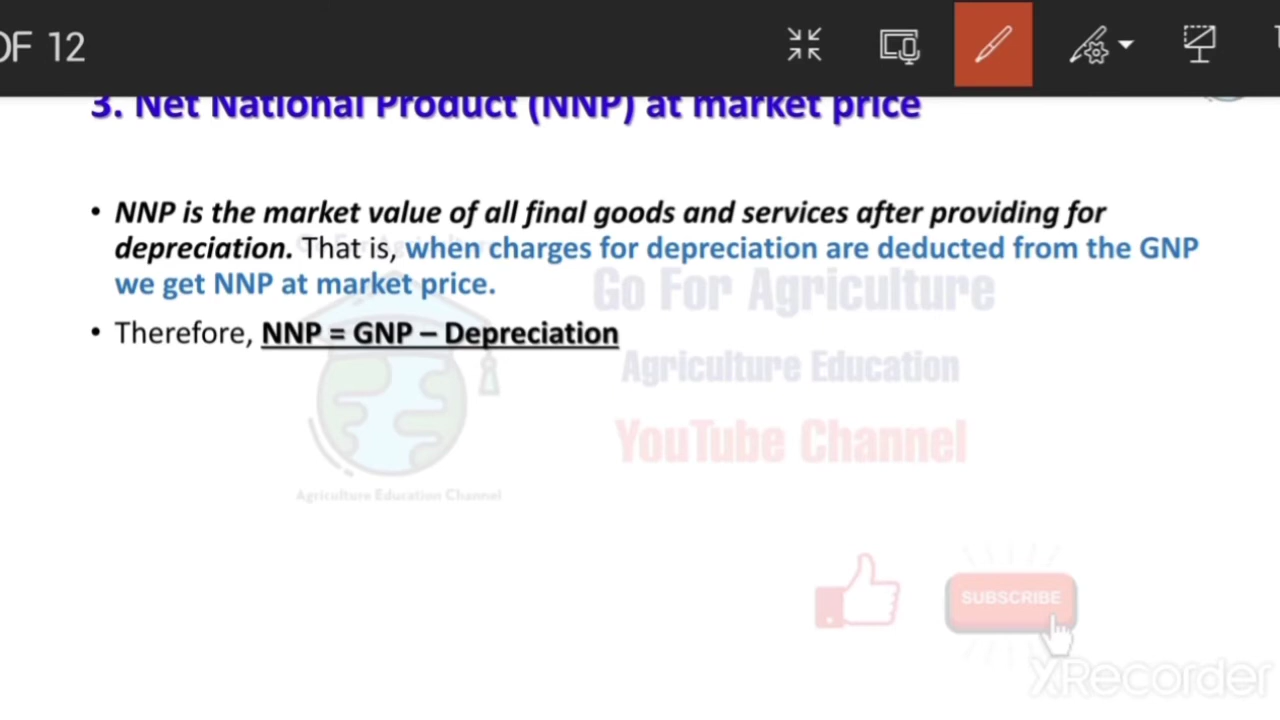 OF 12
3. Net National Product (NNP) at market price
• NNP is the market value of all final goods and services after providing for
depreciation. That is, when charges for depreciation are deducted from the GNP
we get NNP at market price.
• Therefore, NNP = GNP – Depreciation
Go For Agriculture
Agriculture Education
YouTube Channel
Agriculture Education Channel
SUBSCRIBE
XRecorder